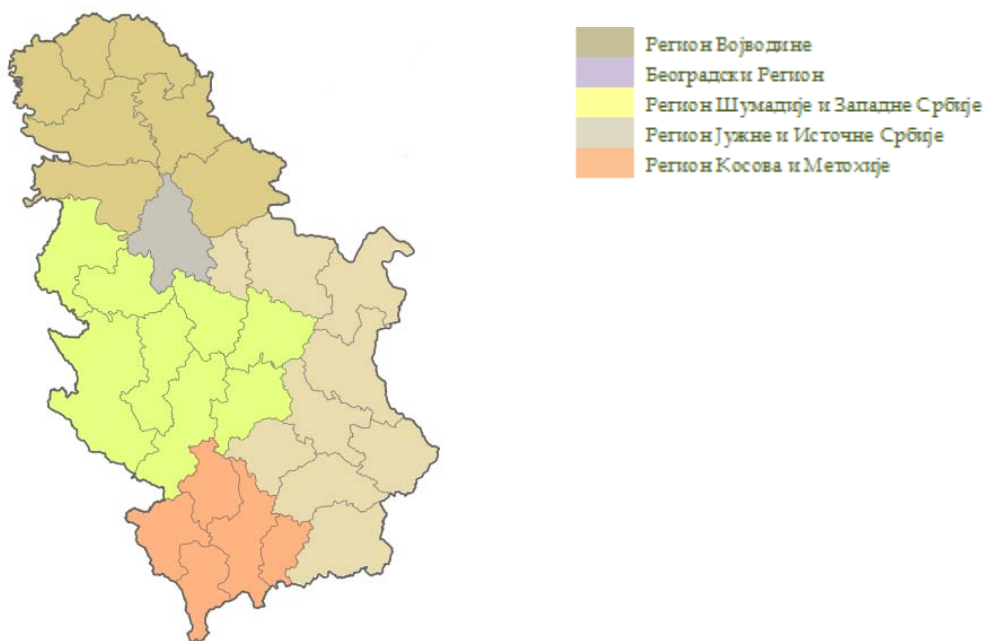 Регион Војводине
Београдски Регион
Регион Шумадије и Западне Србије
Регион Јужне и Источне Србије
Регион Косова и Метохије